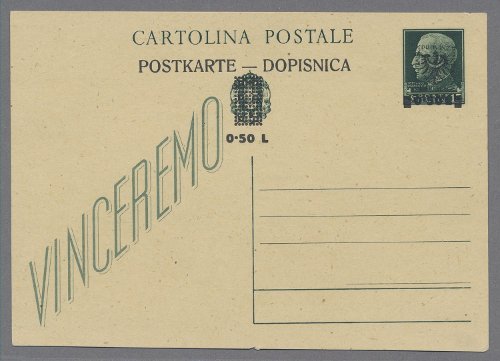 CARTOLINA POSTALE
POSTKARTE — DOPISNICA
0·50 L
VINCEREMO